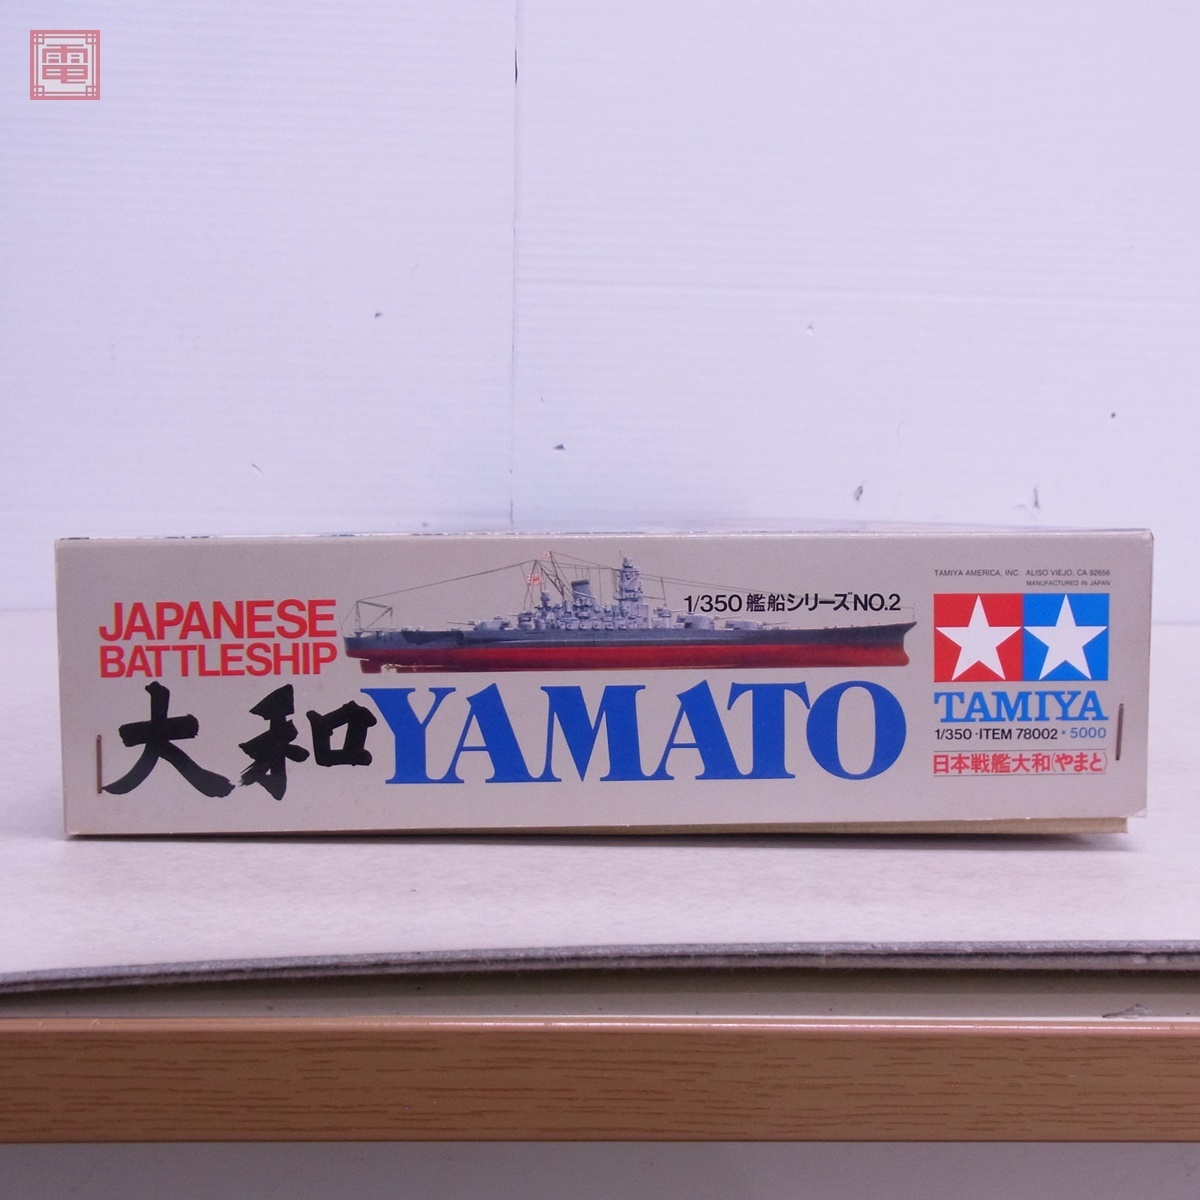 電
JAPANESE
BATTLESHIP
大和 YAMATO
1/350 艦船シリーズ NO.2
TAMIYA AMERICA, INC. ALISO VIEJO, CA 92656
MANUFACTURED IN JAPAN
TAMIYA
1/350・ITEM 78002 * 5000
日本戦艦大和(やまと)